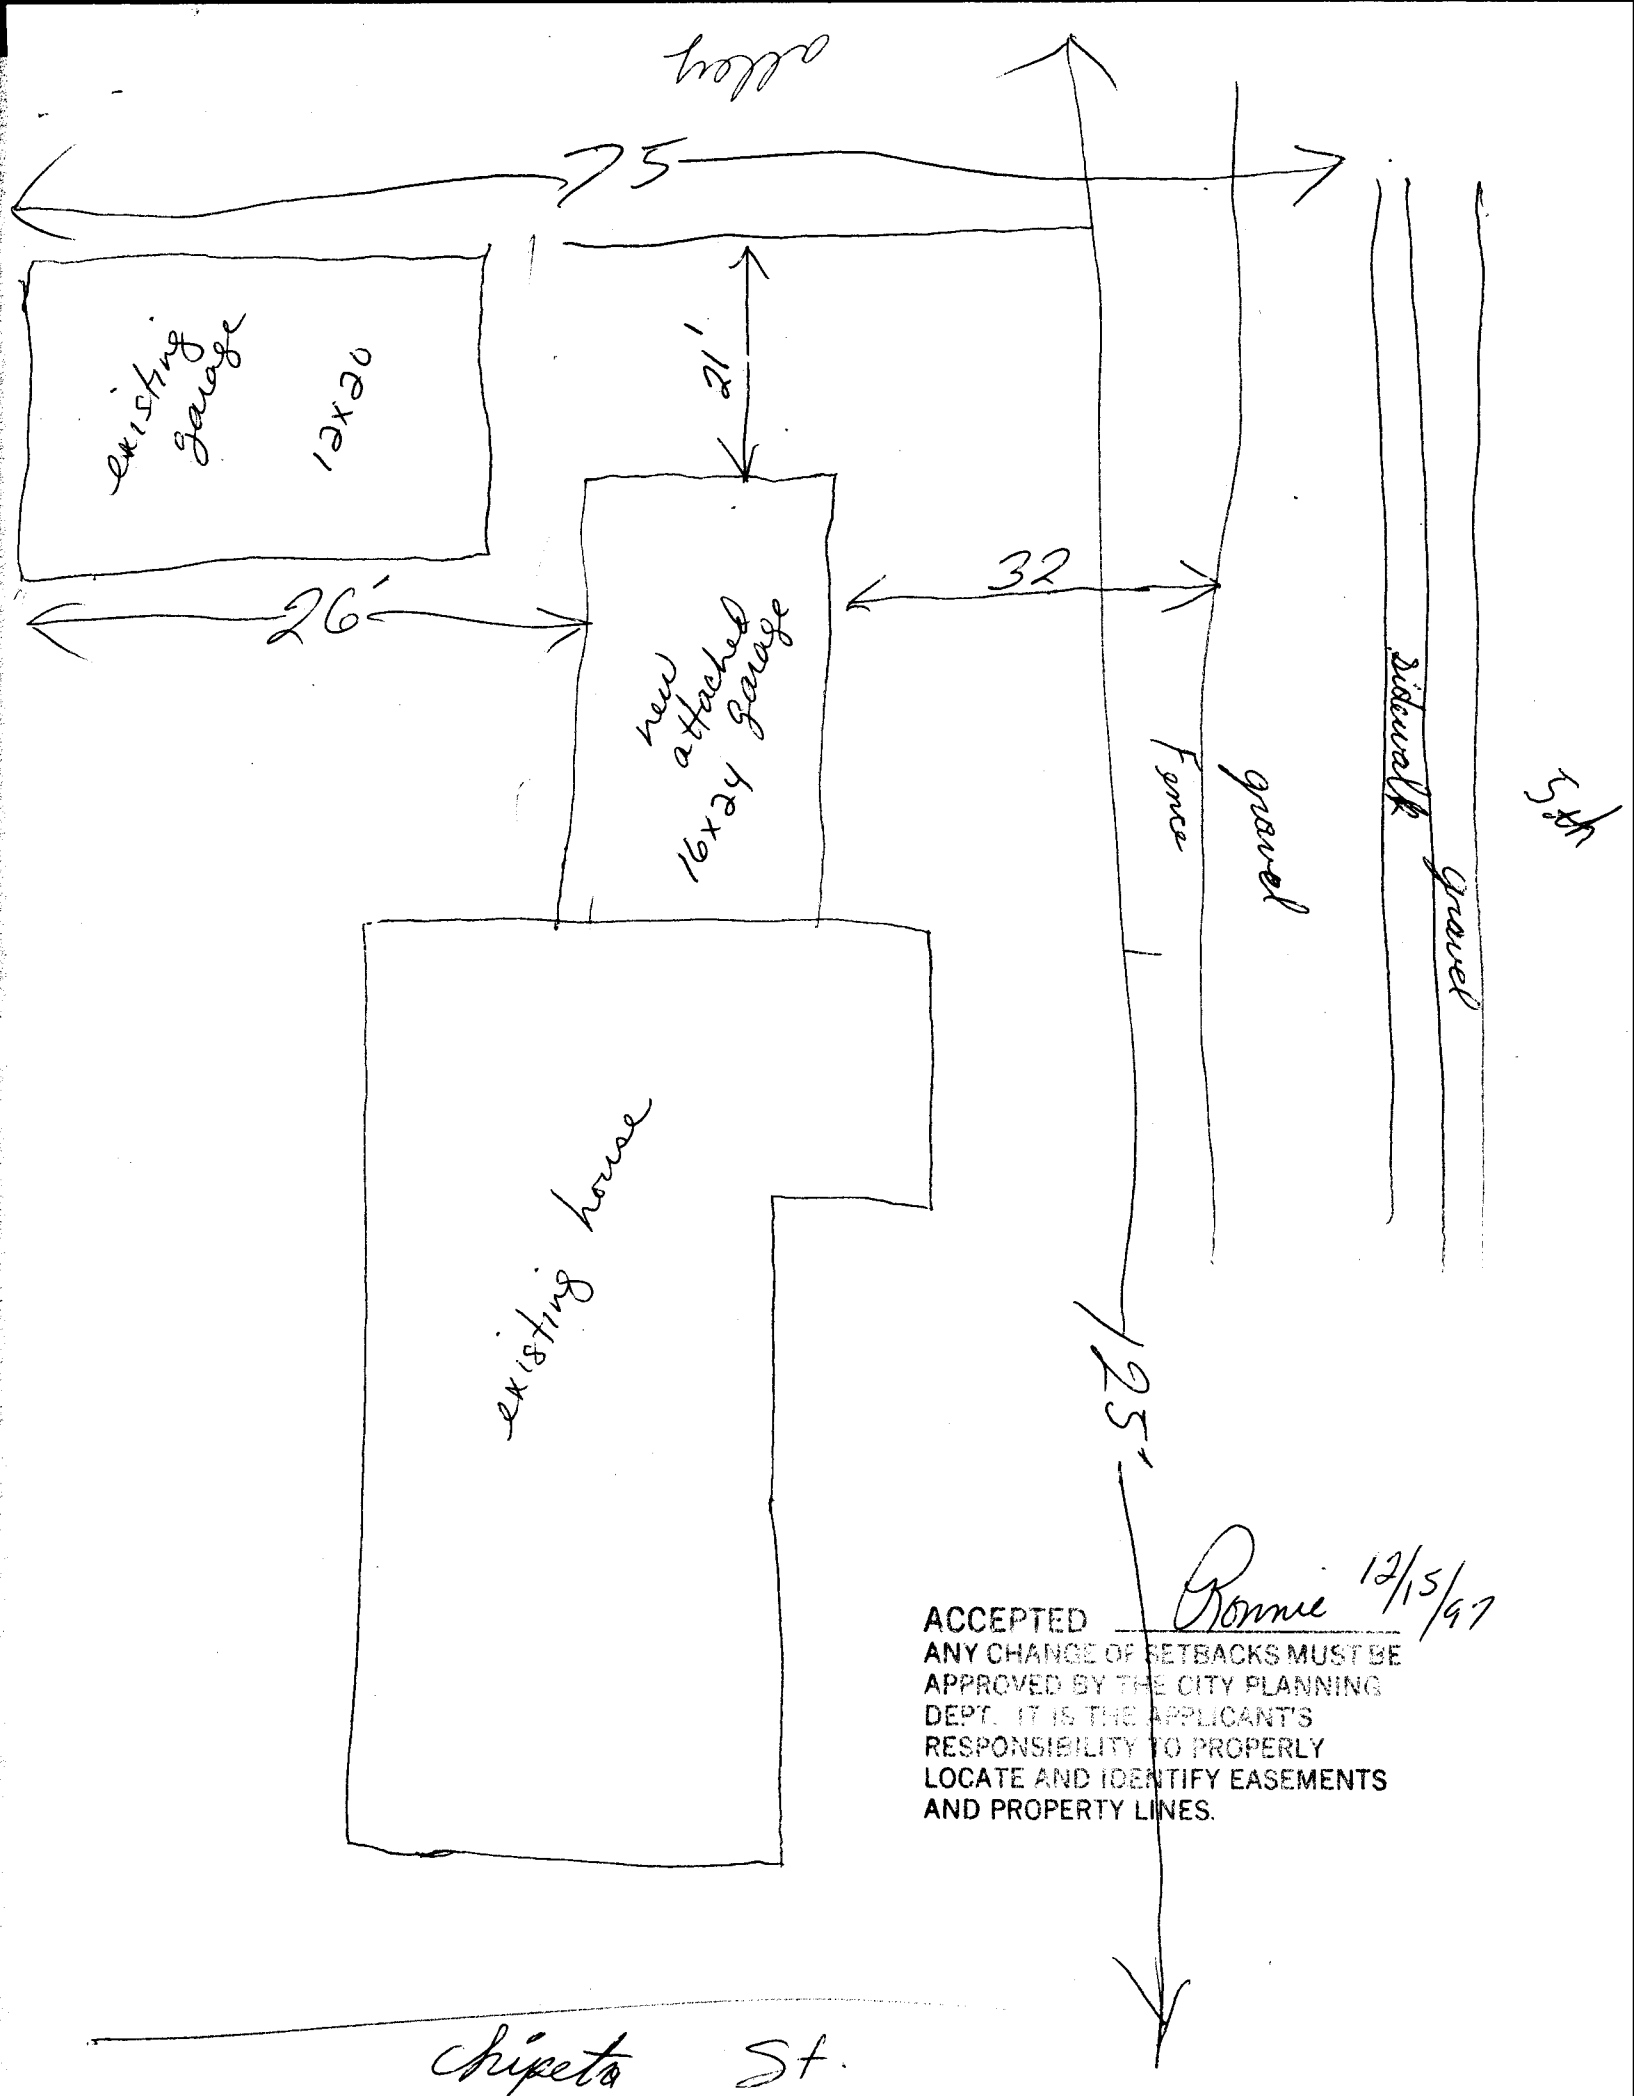 alley
75
existing
garage
12x20
21'
26'
32
new
attached
garage
16x24
Fence
gravel
sidewalk
gravel
5th
existing house
125'
ACCEPTED Ronnie 12/15/97
ANY CHANGE OF SETBACKS MUST BE
APPROVED BY THE CITY PLANNING
DEPT. IT IS THE APPLICANT'S
RESPONSIBILITY TO PROPERLY
LOCATE AND IDENTIFY EASEMENTS
AND PROPERTY LINES.
Chipeta St.